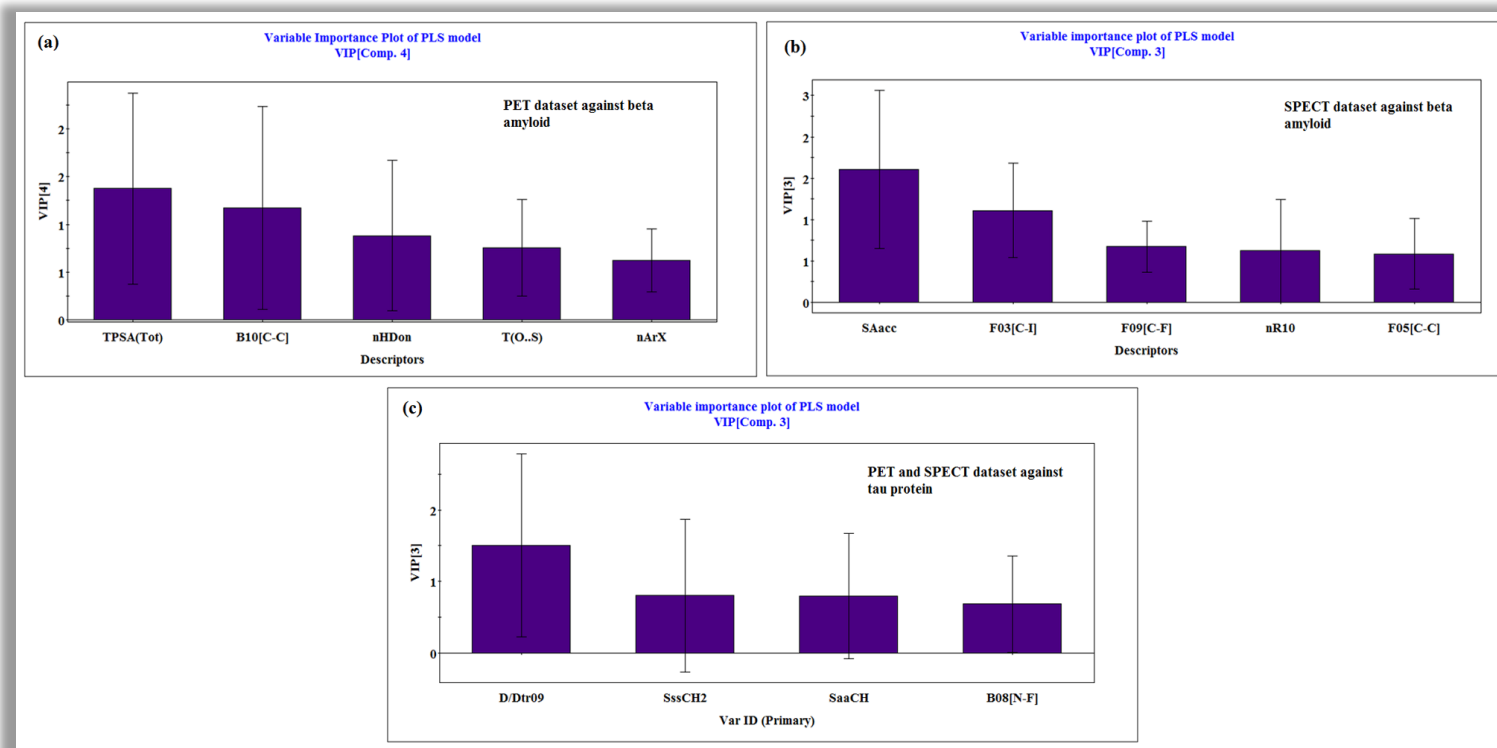 (a)
Variable Importance Plot of PLS model
VIP[Comp. 4]
PET dataset against beta
amyloid
VIP[4]
2
2
1
1
0
TPSA(Tot) B10[C-C] nHDon T(O..S) nArX
Descriptors
(b)
Variable importance plot of PLS model
VIP[Comp. 3]
SPECT dataset against beta
amyloid
VIP[3]
3
2
2
1
1
0
SAacc F03[C-I] F09[C-F] nR10 F05[C-C]
Descriptors
(c)
Variable importance plot of PLS model
VIP[Comp. 3]
PET and SPECT dataset against
tau protein
VIP[3]
2
1
0
D/Dtr09 SssCH2 SaaCH B08[N-F]
Var ID (Primary)